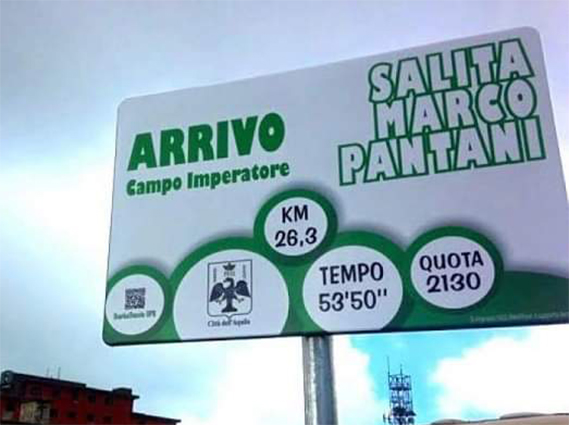 SALITA
MARCO
PANTANI
ARRIVO
Campo Imperatore
KM
26,3
TEMPO
53'50"
QUOTA
2130
Città dell'Aquila